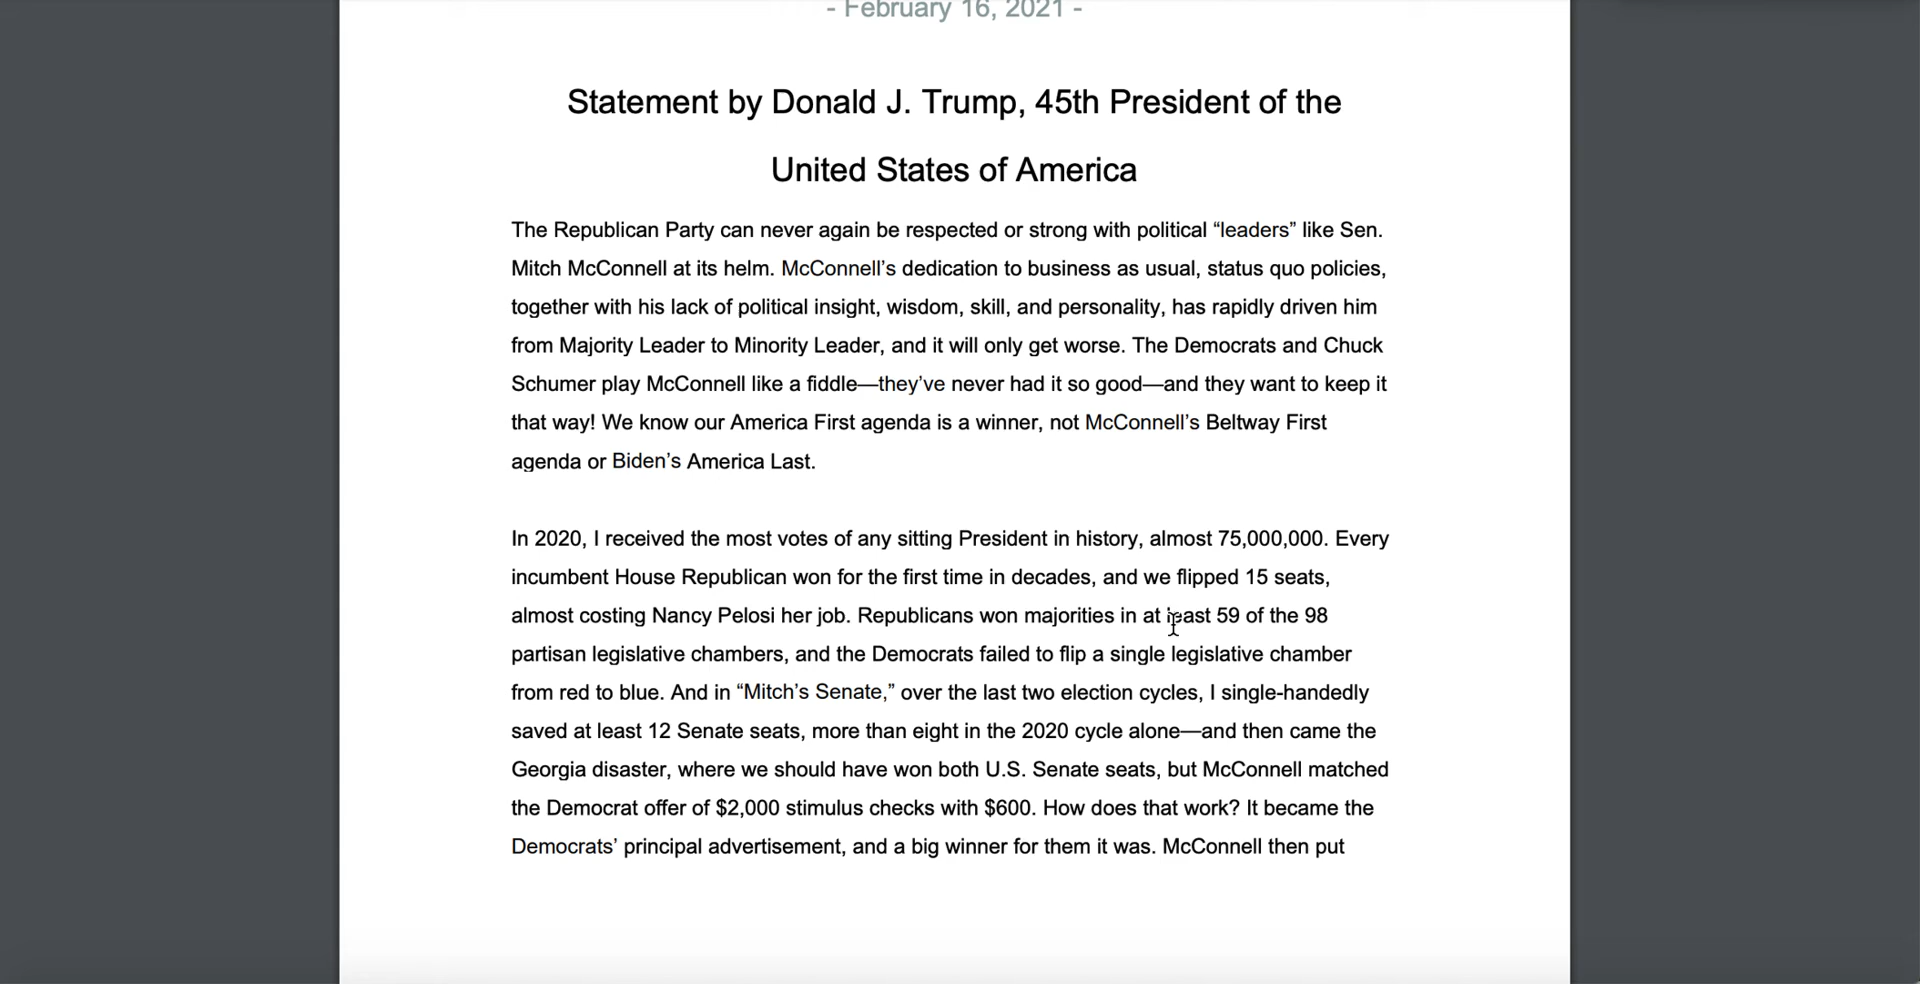 - February 16, 2021 -
Statement by Donald J. Trump, 45th President of the
United States of America
The Republican Party can never again be respected or strong with political “leaders” like Sen.
Mitch McConnell at its helm. McConnell’s dedication to business as usual, status quo policies,
together with his lack of political insight, wisdom, skill, and personality, has rapidly driven him
from Majority Leader to Minority Leader, and it will only get worse. The Democrats and Chuck
Schumer play McConnell like a fiddle—they’ve never had it so good—and they want to keep it
that way! We know our America First agenda is a winner, not McConnell’s Beltway First
agenda or Biden’s America Last.
In 2020, I received the most votes of any sitting President in history, almost 75,000,000. Every
incumbent House Republican won for the first time in decades, and we flipped 15 seats,
almost costing Nancy Pelosi her job. Republicans won majorities in at least 59 of the 98
partisan legislative chambers, and the Democrats failed to flip a single legislative chamber
from red to blue. And in “Mitch’s Senate,” over the last two election cycles, I single-handedly
saved at least 12 Senate seats, more than eight in the 2020 cycle alone—and then came the
Georgia disaster, where we should have won both U.S. Senate seats, but McConnell matched
the Democrat offer of $2,000 stimulus checks with $600. How does that work? It became the
Democrats’ principal advertisement, and a big winner for them it was. McConnell then put